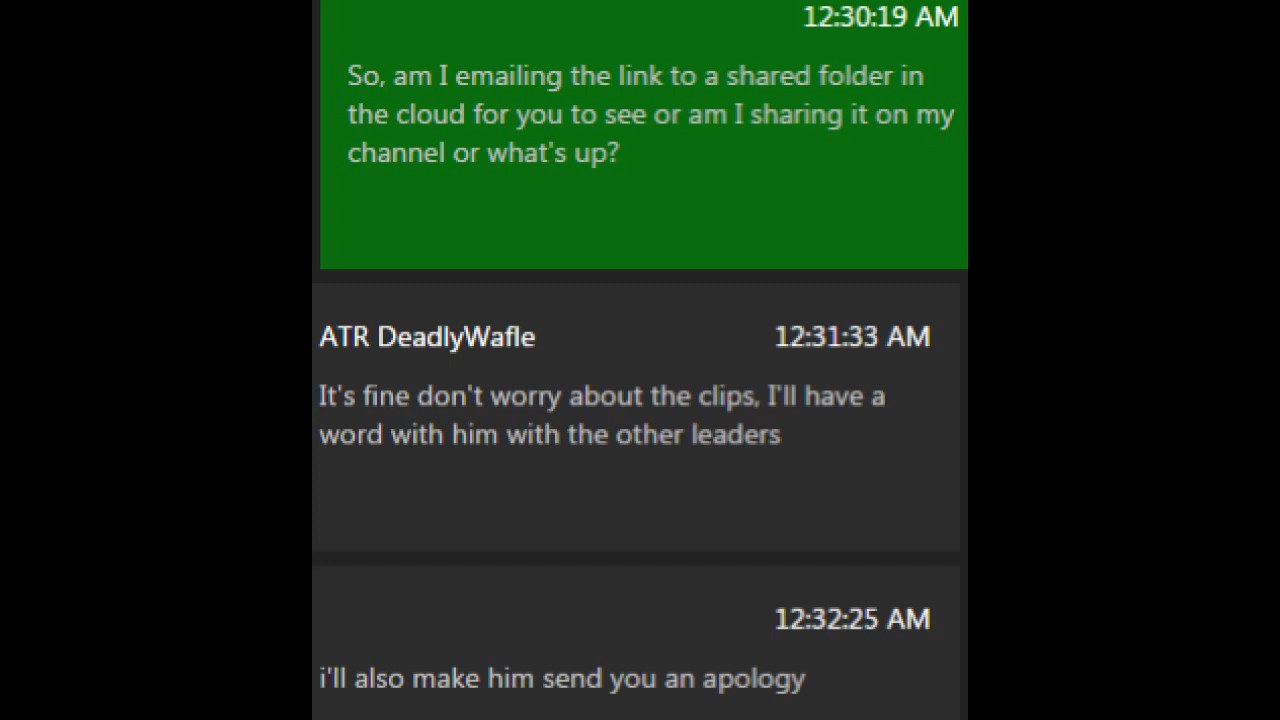 12:30:19 AM
So, am I emailing the link to a shared folder in
the cloud for you to see or am I sharing it on my
channel or what's up?
ATR DeadlyWafle 12:31:33 AM
It's fine don't worry about the clips, I'll have a
word with him with the other leaders
12:32:25 AM
i'll also make him send you an apology